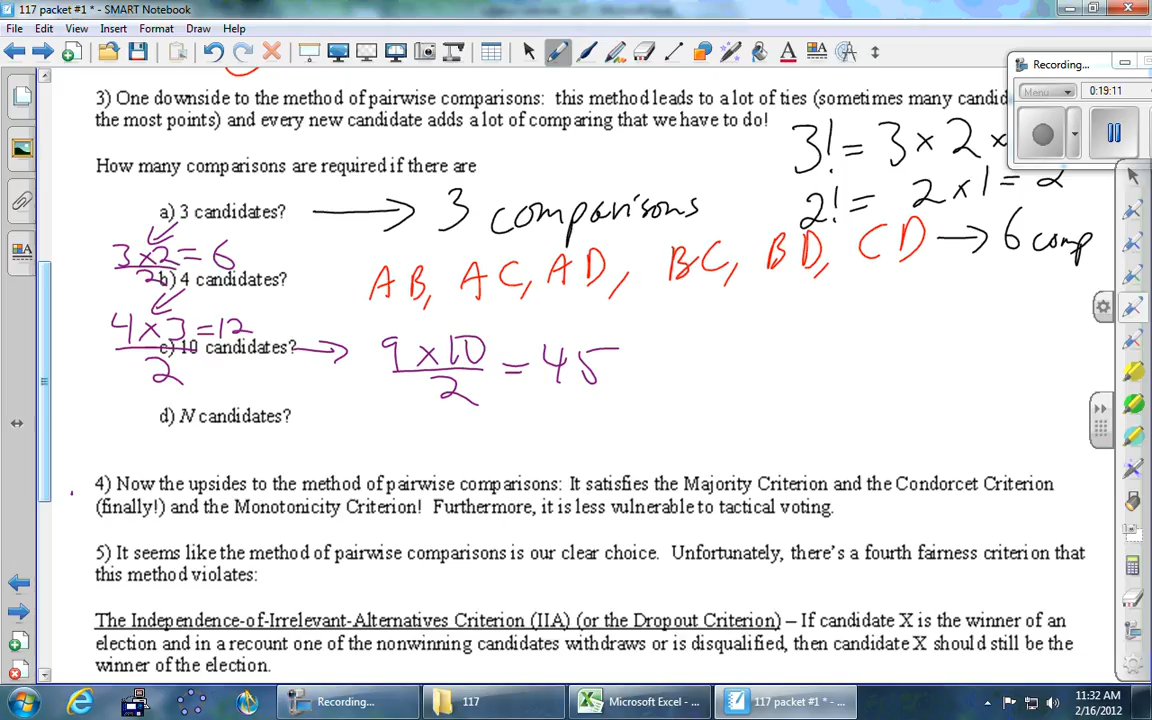 117 packet #1 * - SMART Notebook
File Edit View Insert Format Draw Help
Recording...
Menu
0:19:11
3) One downside to the method of pairwise comparisons: this method leads to a lot of ties (sometimes many candid
the most points) and every new candidate adds a lot of comparing that we have to do!
3! = 3 × 2 ×
How many comparisons are required if there are
2! = 2 × 1 = 2
a) 3 candidates? → 3 comparisons
3 × 2 = 6
2
AB, AC, AD, BC, BD, CD → 6 comp
b) 4 candidates?
4 × 3 = 12
2
c) 10 candidates? → 9 × 10 = 45
2
d) N candidates?
4) Now the upsides to the method of pairwise comparisons: It satisfies the Majority Criterion and the Condorcet Criterion
(finally!) and the Monotonicity Criterion! Furthermore, it is less vulnerable to tactical voting.
5) It seems like the method of pairwise comparisons is our clear choice. Unfortunately, there's a fourth fairness criterion that
this method violates:
The Independence-of-Irrelevant-Alternatives Criterion (IIA) (or the Dropout Criterion) – If candidate X is the winner of an
election and in a recount one of the nonwinning candidates withdraws or is disqualified, then candidate X should still be the
winner of the election.
Recording...
117
Microsoft Excel - ...
117 packet #1 * - ...
11:32 AM
2/16/2012